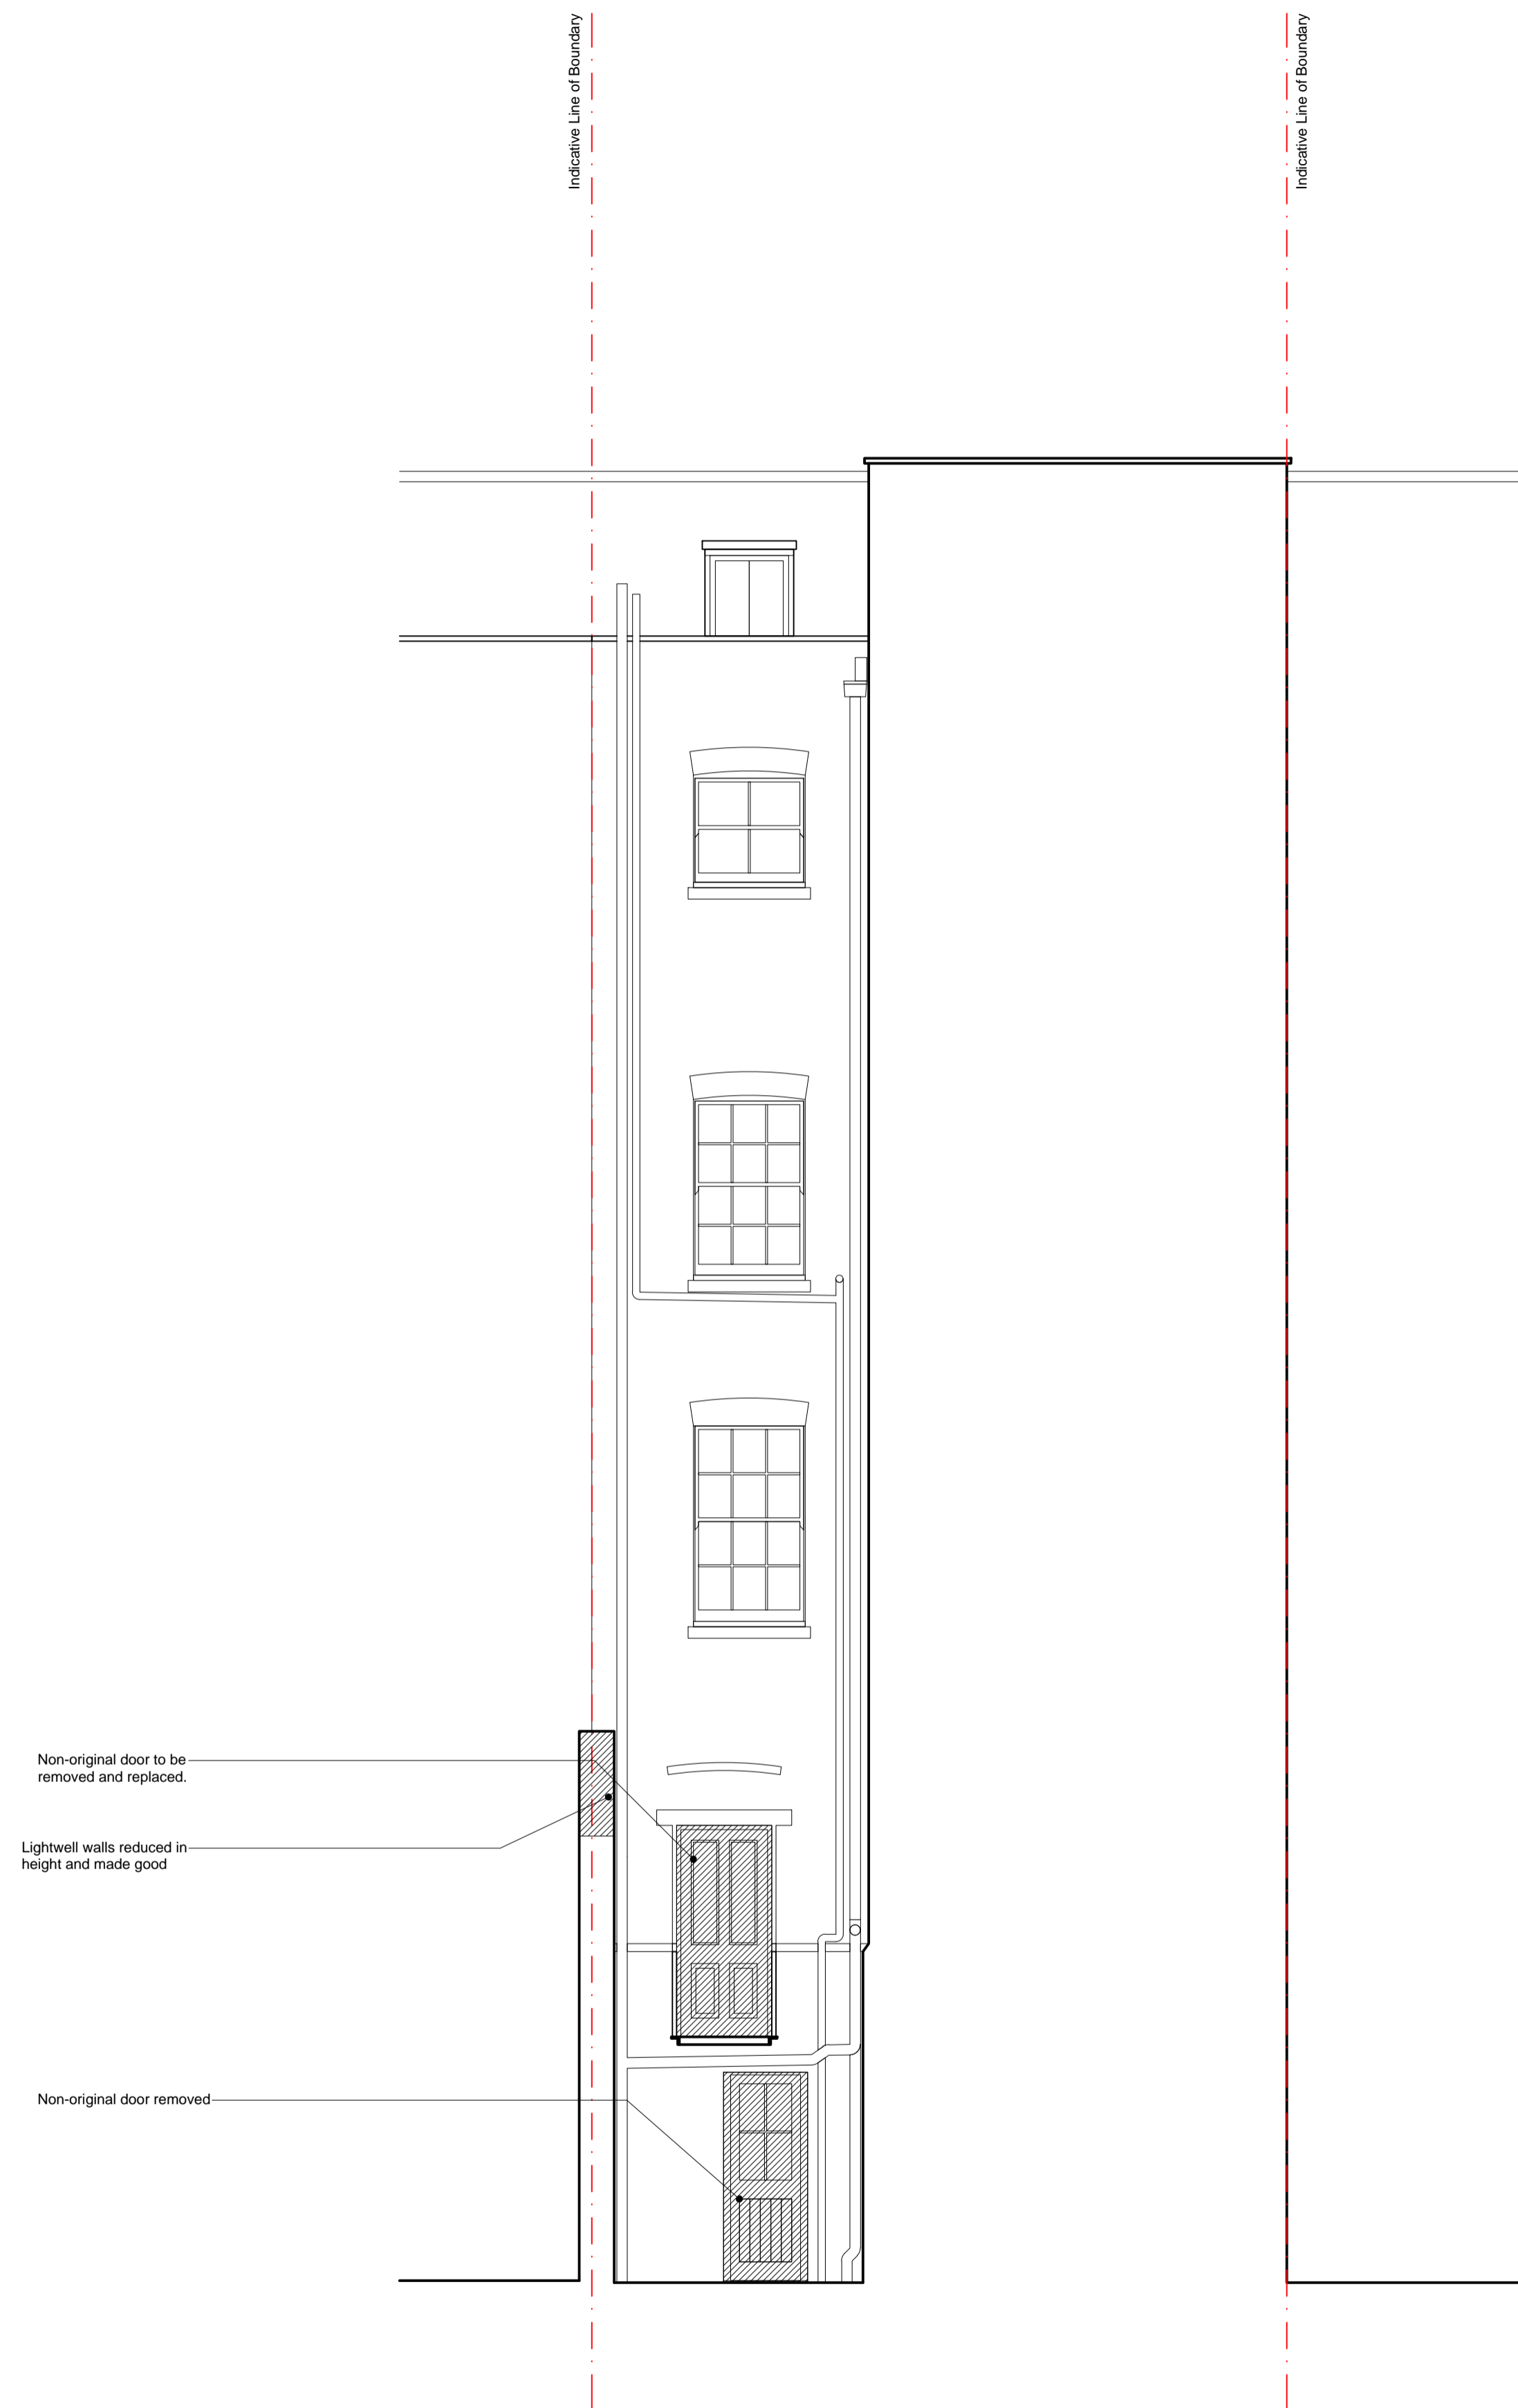 Indicative Line of Boundary
Indicative Line of Boundary
Non-original door to be
removed and replaced.
Lightwell walls reduced in
height and made good
Non-original door removed